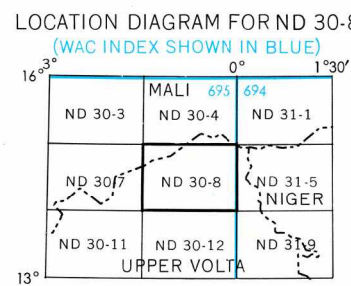 LOCATION DIAGRAM FOR ND 30-8
(WAC INDEX SHOWN IN BLUE)
3° 0° 1°30'
16°
MALI 695 694
ND 30-3 ND 30-4 ND 31-1
ND 30-7 ND 30-8 ND 31-5
NIGER
ND 30-11 ND 30-12 ND 31-9
UPPER VOLTA
13°